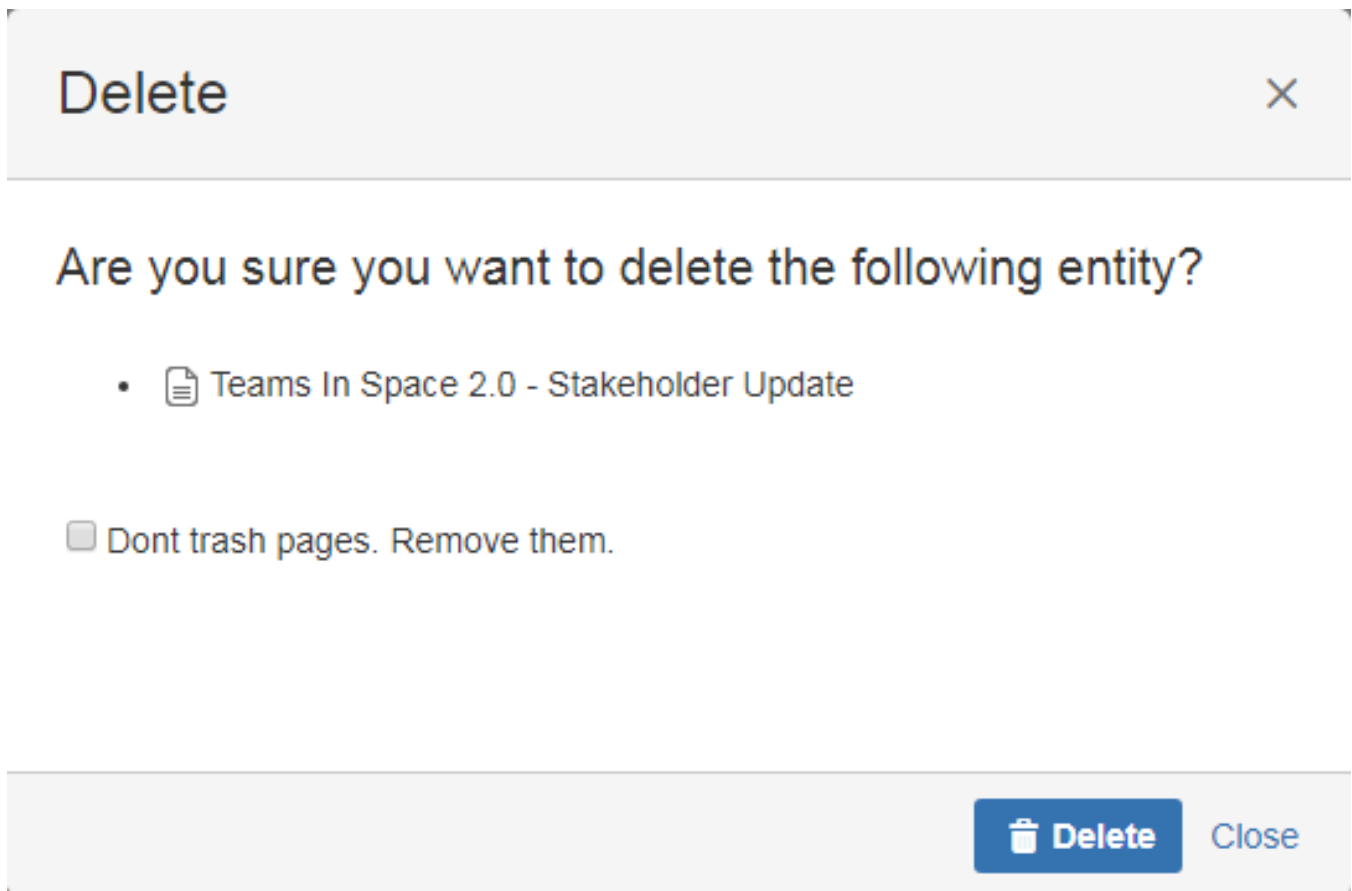 Delete
Are you sure you want to delete the following entity?
• Teams In Space 2.0 - Stakeholder Update
Dont trash pages. Remove them.
Delete Close